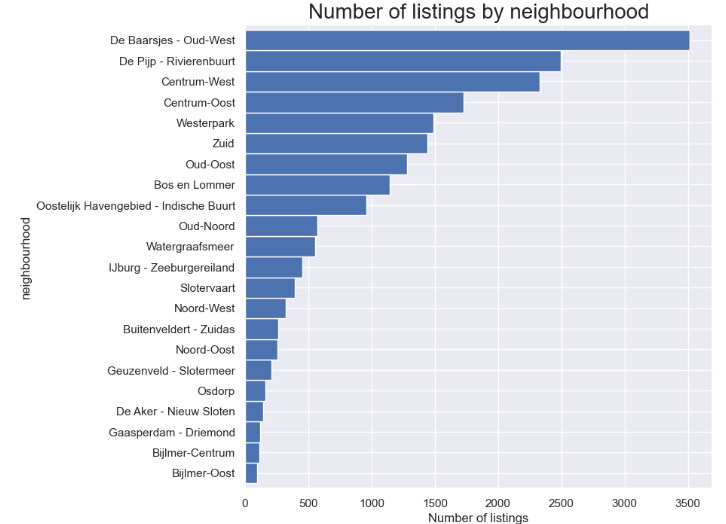 Number of listings by neighbourhood
neighbourhood
De Baarsjes - Oud-West
De Pijp - Rivierenbuurt
Centrum-West
Centrum-Oost
Westerpark
Zuid
Oud-Oost
Bos en Lommer
Oostelijk Havengebied - Indische Buurt
Oud-Noord
Watergraafsmeer
IJburg - Zeeburgereiland
Slotervaart
Noord-West
Buitenveldert - Zuidas
Noord-Oost
Geuzenveld - Slotermeer
Osdorp
De Aker - Nieuw Sloten
Gaasperdam - Driemond
Bijlmer-Centrum
Bijlmer-Oost
0 500 1000 1500 2000 2500 3000 3500
Number of listings